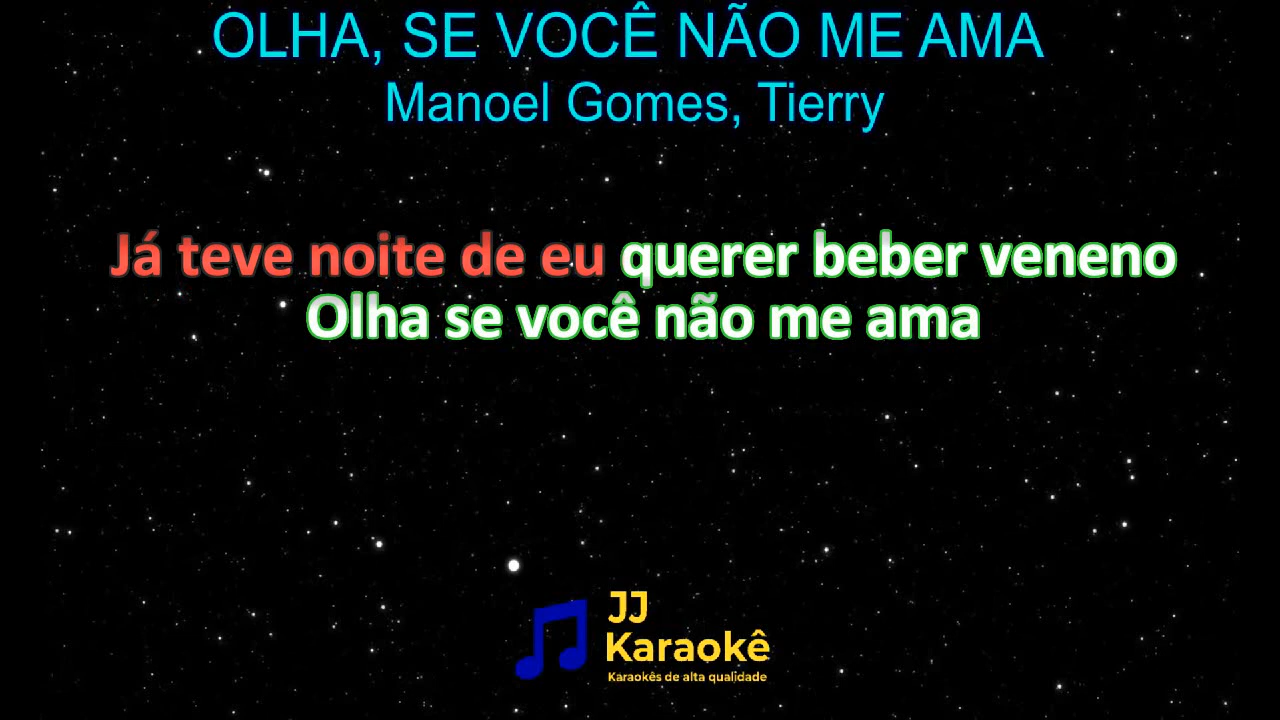 OLHA, SE VOCÊ NÃO ME AMA
Manoel Gomes, Tierry
Já teve noite de eu querer beber veneno
Olha se você não me ama
JJ
Karaokê
Karaokês de alta qualidade